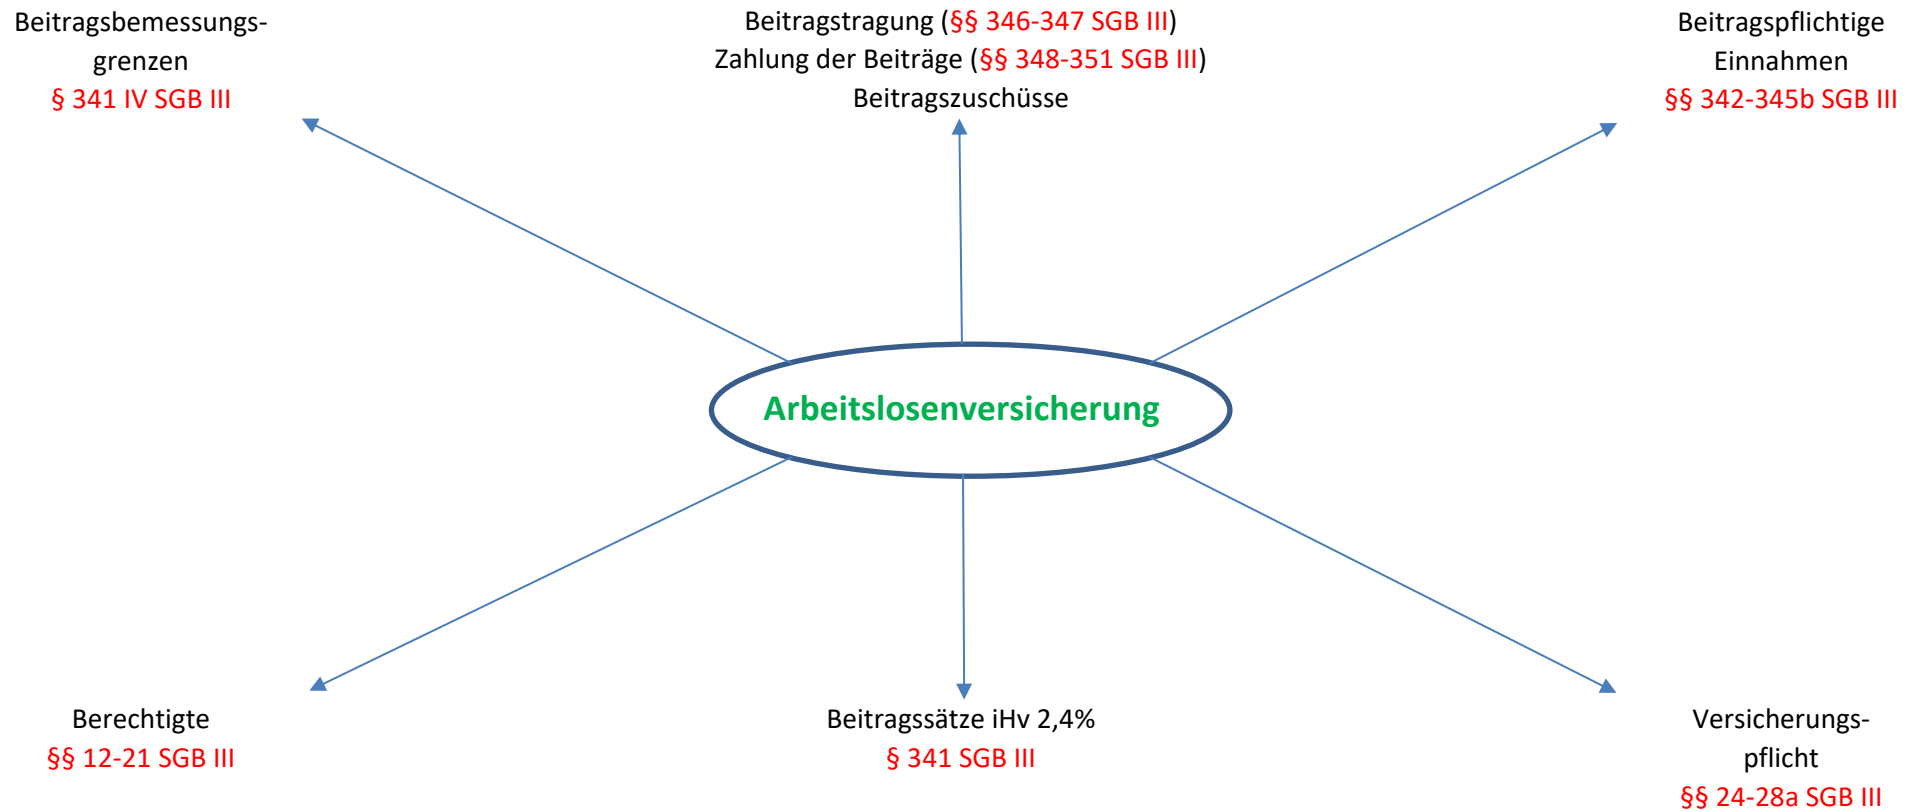 Beitragsbemessungs-
grenzen
§ 341 IV SGB III
Beitragstragung (§§ 346-347 SGB III)
Zahlung der Beiträge (§§ 348-351 SGB III)
Beitragszuschüsse
Beitragspflichtige
Einnahmen
§§ 342-345b SGB III
Arbeitslosenversicherung
Berechtigte
§§ 12-21 SGB III
Beitragssätze iHv 2,4%
§ 341 SGB III
Versicherungs-
pflicht
§§ 24-28a SGB III